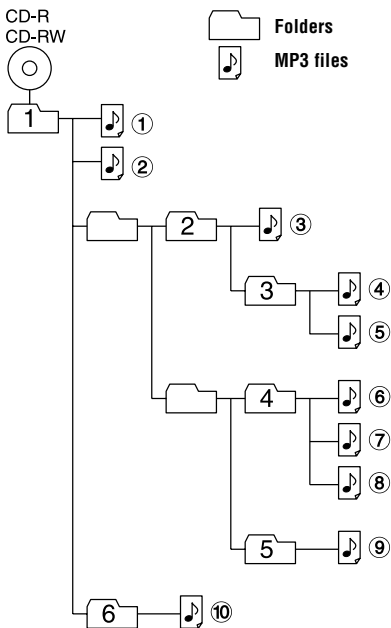 CD-R
CD-RW
Folders
MP3 files
1 ①
②
2 ③
3 ④
⑤
4 ⑥
⑦
⑧
5 ⑨
6 ⑩